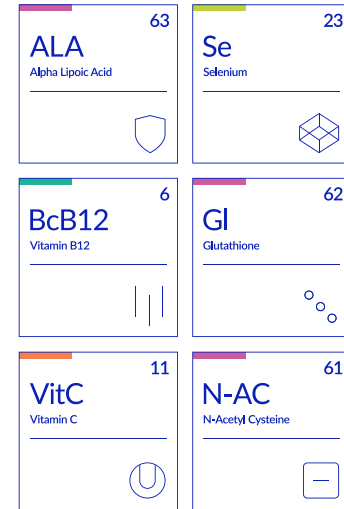 63
ALA
Alpha Lipoic Acid
23
Se
Selenium
6
BcB12
Vitamin B12
62
Gl
Glutathione
11
VitC
Vitamin C
61
N-AC
N-Acetyl Cysteine